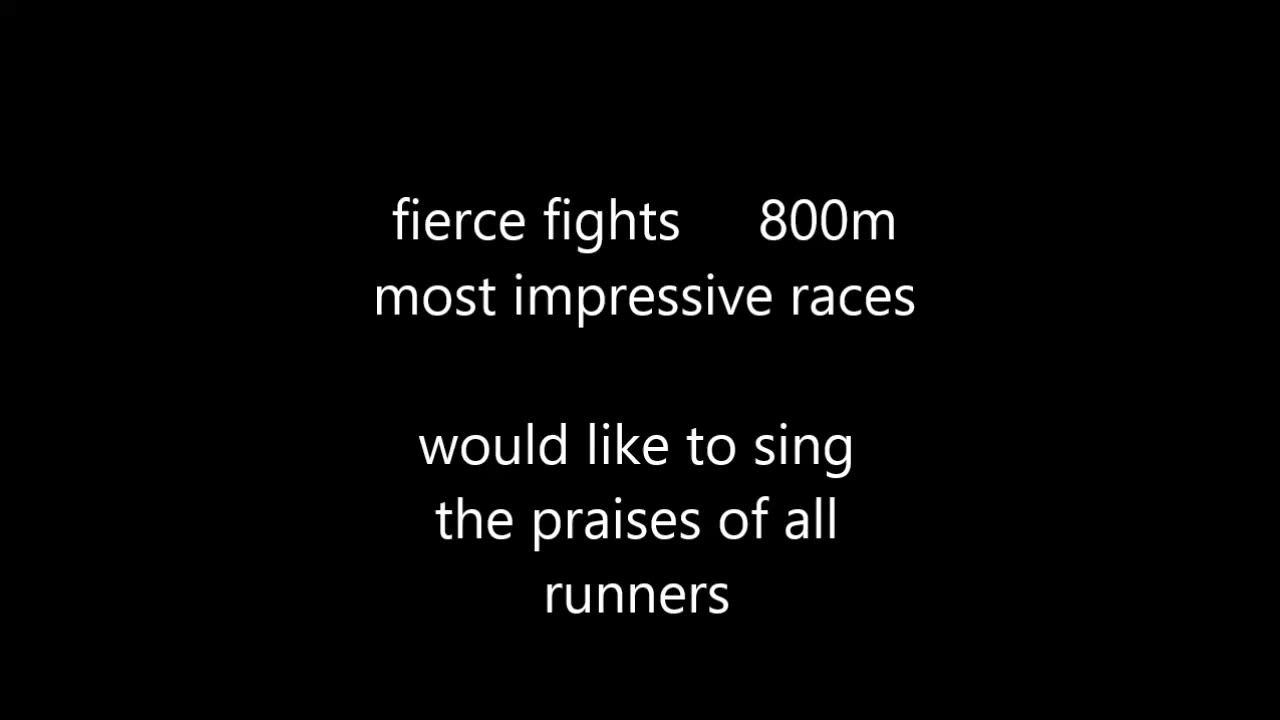 fierce fights 800m
most impressive races
would like to sing
the praises of all
runners